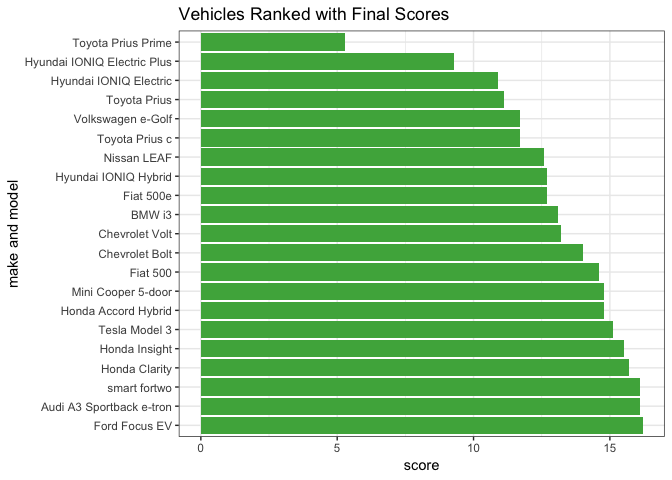 Vehicles Ranked with Final Scores
make and model
Toyota Prius Prime
Hyundai IONIQ Electric Plus
Hyundai IONIQ Electric
Toyota Prius
Volkswagen e-Golf
Toyota Prius c
Nissan LEAF
Hyundai IONIQ Hybrid
Fiat 500e
BMW i3
Chevrolet Volt
Chevrolet Bolt
Fiat 500
Mini Cooper 5-door
Honda Accord Hybrid
Tesla Model 3
Honda Insight
Honda Clarity
smart fortwo
Audi A3 Sportback e-tron
Ford Focus EV
0 5 10 15
score